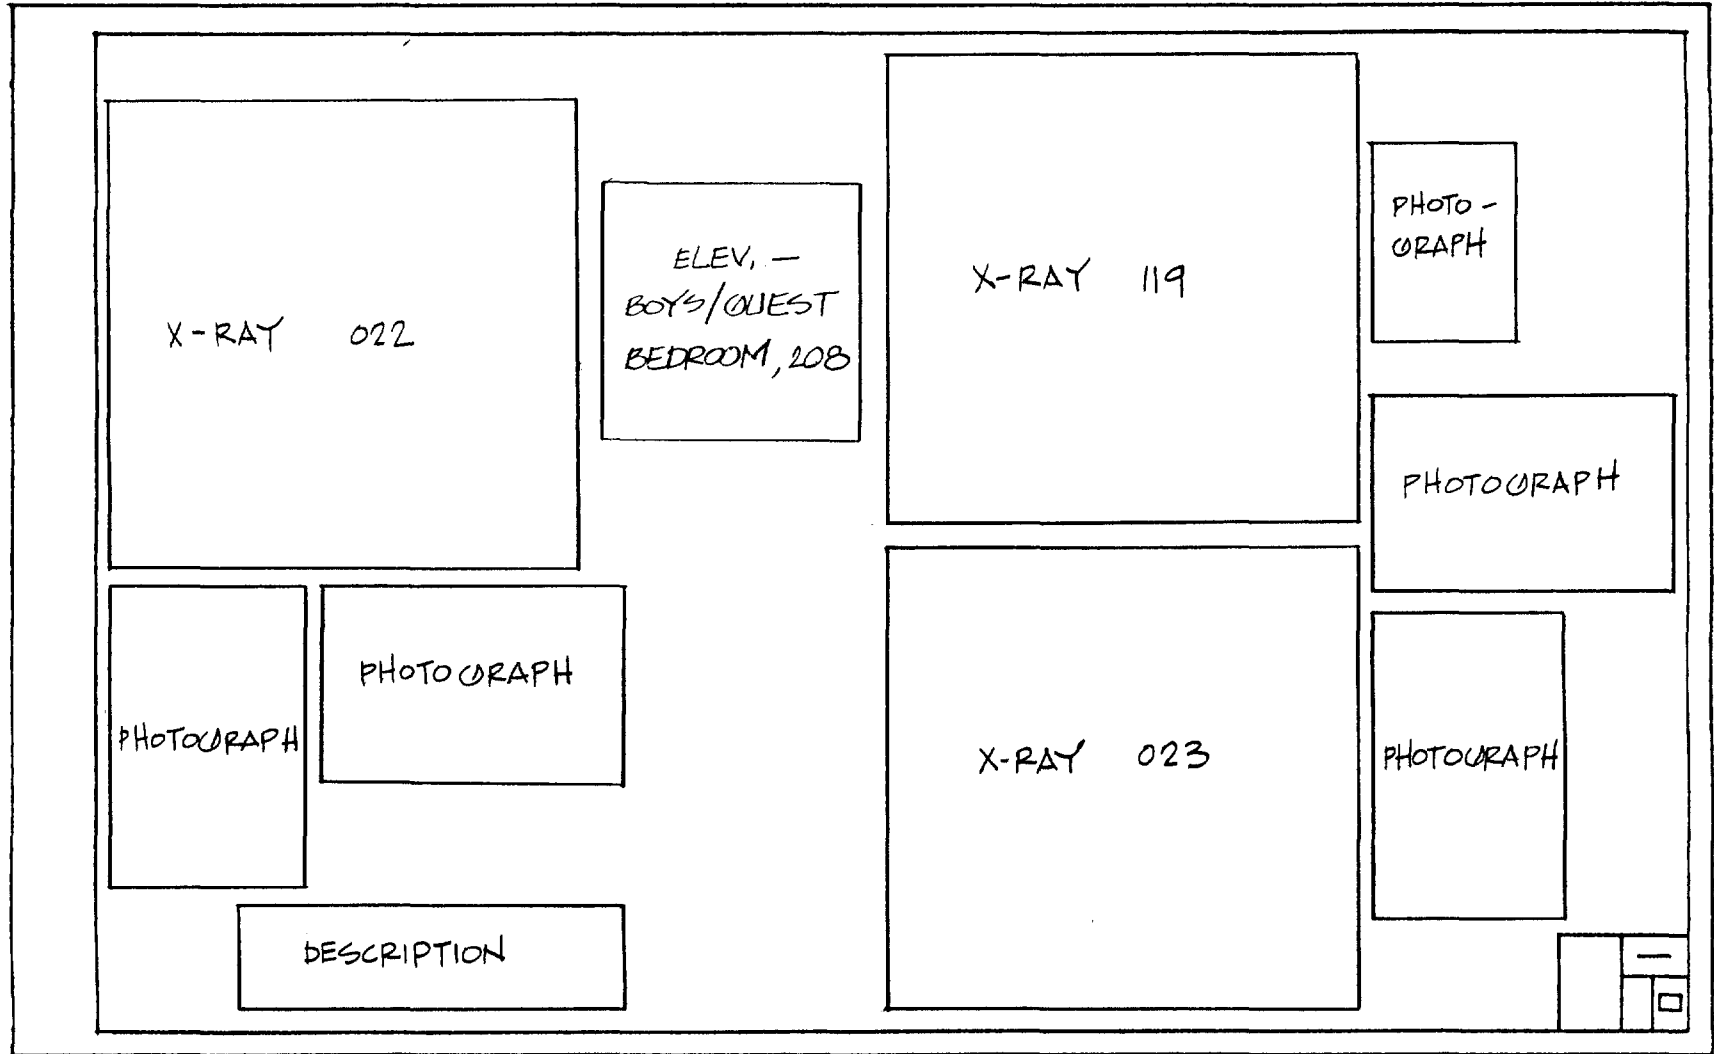 X-RAY 022
ELEV. —
BOYS/GUEST
BEDROOM, 208
X-RAY 119
PHOTO -
GRAPH
PHOTOGRAPH
PHOTOGRAPH
PHOTOGRAPH
X-RAY 023
PHOTOGRAPH
DESCRIPTION